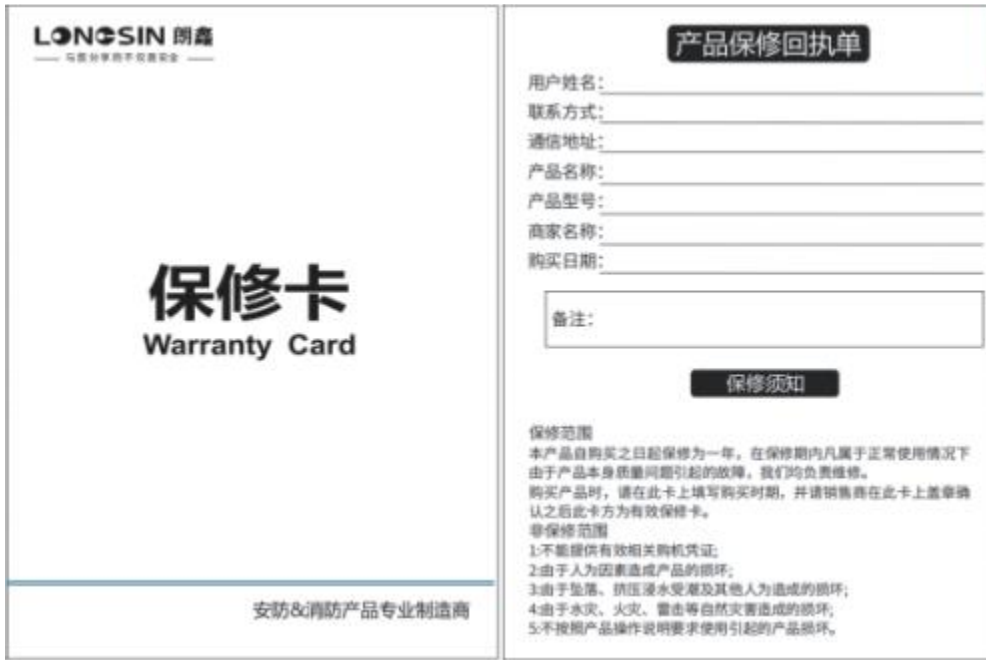 LONGSIN 朗鑫
与您分享的不仅是安全
保修卡
Warranty Card
安防&消防产品专业制造商
产品保修回执单
用户姓名：
联系方式：
通信地址：
产品名称：
产品型号：
商家名称：
购买日期：
备注：
保修须知
保修范围
本产品自购买之日起保修为一年，在保修期内凡属于正常使用情况下
由于产品本身质量问题引起的故障，我们均负责维修。
购买产品时，请在此卡上填写购买时期，并请销售商在此卡上盖章确
认之后此卡方为有效保修卡。
非保修范围
1:不能提供有效相关购机凭证;
2:由于人为因素造成产品的损坏;
3:由于坠落、挤压浸水受潮及其他人为造成的损坏;
4:由于水灾、火灾、雷击等自然灾害造成的损坏;
5:不按照产品操作说明要求使用引起的产品损坏。